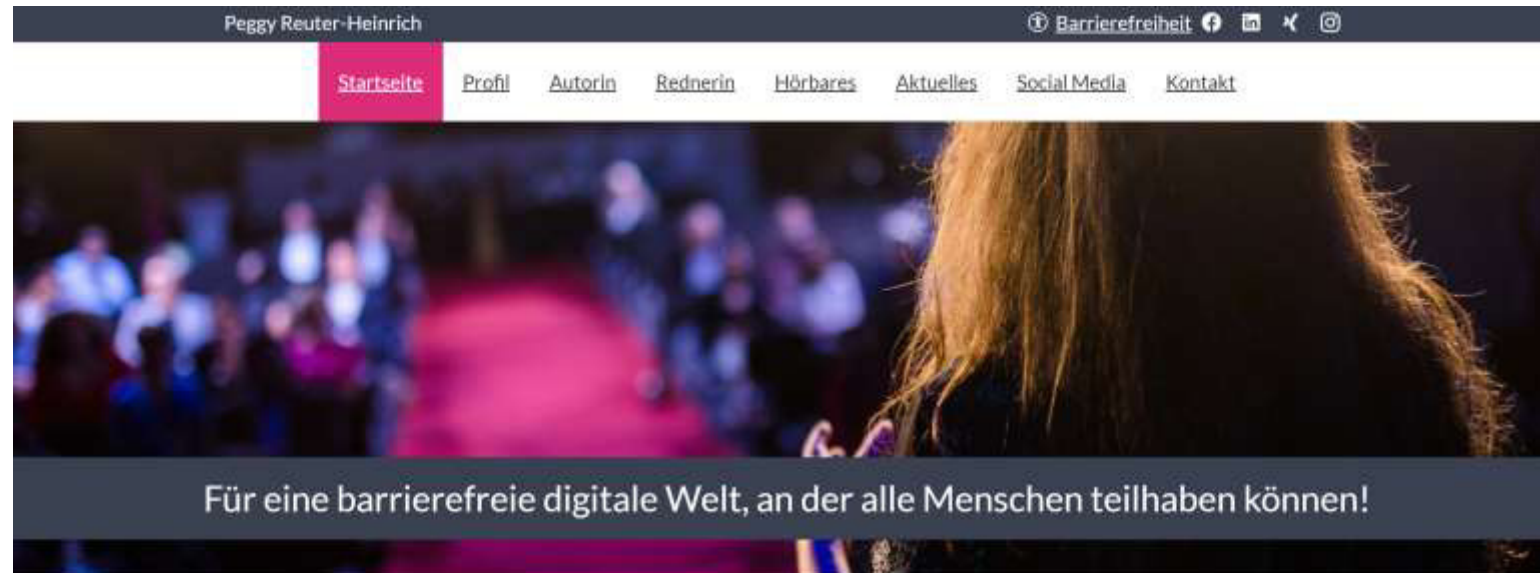 Peggy Reuter-Heinrich
Barrierefreiheit
Startseite Profil Autorin Rednerin Hörbares Aktuelles Social Media Kontakt
Für eine barrierefreie digitale Welt, an der alle Menschen teilhaben können!